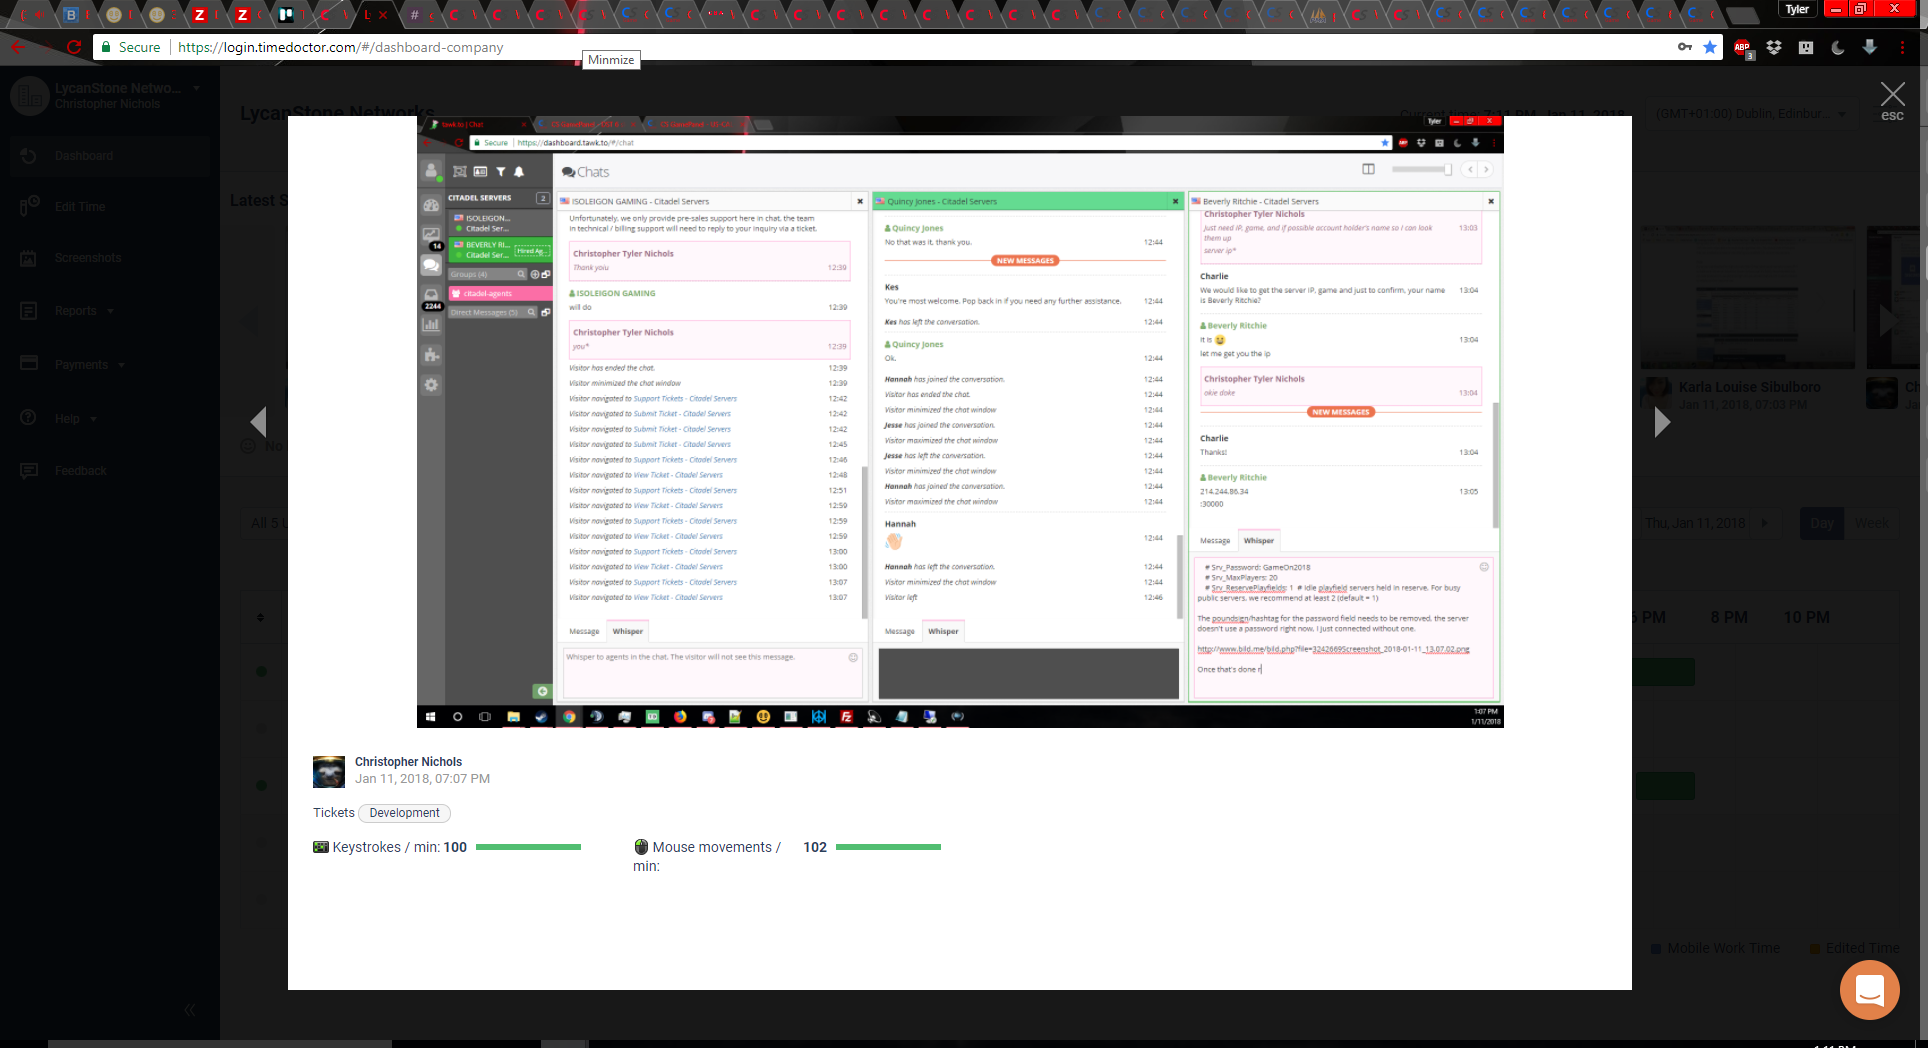 Tyler
Secure
https://login.timedoctor.com/#/dashboard-company
ABP
3
Minmize
LycanStone Netwo...
Christopher Nichols
LycanStone Networks
(GMT+01:00) Dublin, Edinbur...
esc
Dashboard
Edit Time
Screenshots
Reports
Payments
Help
Feedback
Latest S
No
All 5
Karla Louise Sibulboro
Jan 11, 2018, 07:03 PM
Thu, Jan 11, 2018
Day
Week
PM
8 PM
10 PM
Mobile Work Time
Edited Time
tawk.to | Chat
Tyler
Secure
https://dashboard.tawk.to/#/chat
Chats
14
2244
CITADEL SERVERS
2
ISOLEIGON...
Citadel Ser...
BEVERLY RI...
Citadel Ser...
Hired Ag...
Groups (4)
citadel-agents
Direct Messages (5)
ISOLEIGON GAMING - Citadel Servers
Unfortunately, we only provide pre-sales support here in chat, the team
in technical / billing support will need to reply to your inquiry via a ticket.
Christopher Tyler Nichols
Thank yoiu 12:39
ISOLEIGON GAMING
will do 12:39
Christopher Tyler Nichols
you* 12:39
Visitor has ended the chat. 12:39
Visitor minimized the chat window 12:39
Visitor navigated to Support Tickets - Citadel Servers 12:42
Visitor navigated to Submit Ticket - Citadel Servers 12:42
Visitor navigated to Submit Ticket - Citadel Servers 12:42
Visitor navigated to Submit Ticket - Citadel Servers 12:45
Visitor navigated to Support Tickets - Citadel Servers 12:46
Visitor navigated to View Ticket - Citadel Servers 12:48
Visitor navigated to Support Tickets - Citadel Servers 12:51
Visitor navigated to View Ticket - Citadel Servers 12:59
Visitor navigated to Support Tickets - Citadel Servers 12:59
Visitor navigated to View Ticket - Citadel Servers 12:59
Visitor navigated to Support Tickets - Citadel Servers 13:00
Visitor navigated to View Ticket - Citadel Servers 13:00
Visitor navigated to Support Tickets - Citadel Servers 13:07
Visitor navigated to View Ticket - Citadel Servers 13:07
Message
Whisper
Whisper to agents in the chat. The visitor will not see this message.
Quincy Jones - Citadel Servers
Quincy Jones
No that was it, thank you. 12:44
NEW MESSAGES
Kes
You're most welcome. Pop back in if you need any further assistance. 12:44
Kes has left the conversation. 12:44
Quincy Jones
Ok. 12:44
Hannah has joined the conversation. 12:44
Visitor has ended the chat. 12:44
Visitor minimized the chat window 12:44
Jesse has joined the conversation. 12:44
Visitor maximized the chat window 12:44
Jesse has left the conversation. 12:44
Visitor minimized the chat window 12:44
Hannah has joined the conversation. 12:44
Visitor maximized the chat window 12:44
Hannah
12:44
Hannah has left the conversation. 12:44
Visitor minimized the chat window 12:44
Visitor left 12:46
Message
Whisper
Beverly Ritchie - Citadel Servers
Christopher Tyler Nichols
Just need IP, game, and if possible account holder's name so I can look 13:03
them up
server ip*
Charlie
We would like to get the server IP, game and just to confirm, your name 13:04
is Beverly Ritchie?
Beverly Ritchie
it is 13:04
let me get you the ip
Christopher Tyler Nichols
okie doke 13:04
NEW MESSAGES
Charlie
Thanks! 13:04
Beverly Ritchie
214.244.86.34 13:05
:30000
Message
Whisper
# Srv_Password: GameOn2018
# Srv_MaxPlayers: 20
# Srv_ReservePlayfields: 1 # Idle playfield servers held in reserve. For busy
public servers, we recommend at least 2 (default = 1)
The poundsign/hashtag for the password field needs to be removed, the server
doesn't use a password right now, I just connected without one.
http://www.bild.me/bild.php?file=3242669Screenshot_2018-01-11_13.07.02.png
Once that's done r
1:07 PM
1/11/2018
Christopher Nichols
Jan 11, 2018, 07:07 PM
Tickets
Development
Keystrokes / min: 100
Mouse movements / min: 102